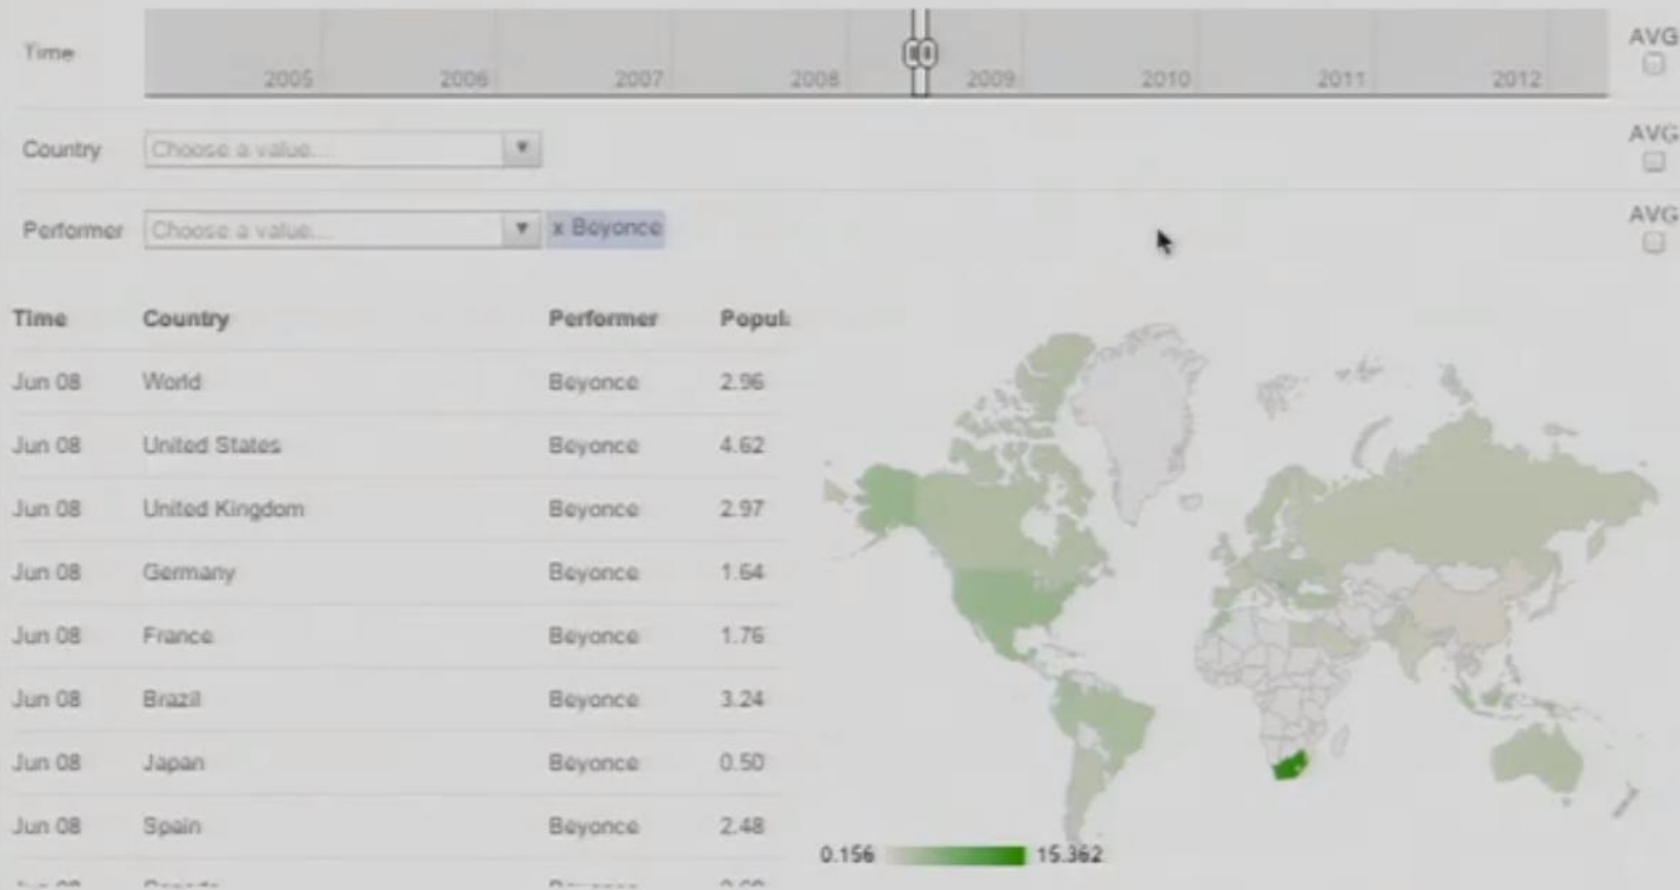 Time 2005 2006 2007 2008 2009 2010 2011 2012 AVG
Country Choose a value... AVG
Performer Choose a value... x Beyonce AVG
Time Country Performer Popul
Jun 08 World Beyonce 2.96
Jun 08 United States Beyonce 4.62
Jun 08 United Kingdom Beyonce 2.97
Jun 08 Germany Beyonce 1.64
Jun 08 France Beyonce 1.76
Jun 08 Brazil Beyonce 3.24
Jun 08 Japan Beyonce 0.50
Jun 08 Spain Beyonce 2.48
0.156 15.362